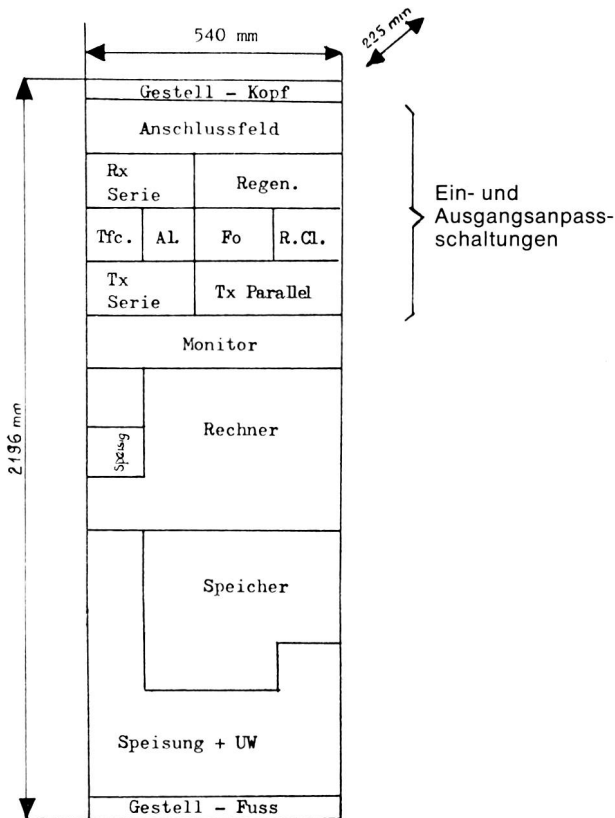 540 mm
225 mm
Gestell - Kopf
Anschlussfeld
Rx
Serie
Regen.
Tfc.
Al.
Fo
R.Cl.
Tx
Serie
Tx Parallel
Ein- und
Ausgangsanpass-
schaltungen
Monitor
2196 mm
Rechner
Speisg
Speicher
Speisung + UW
Gestell - Fuss